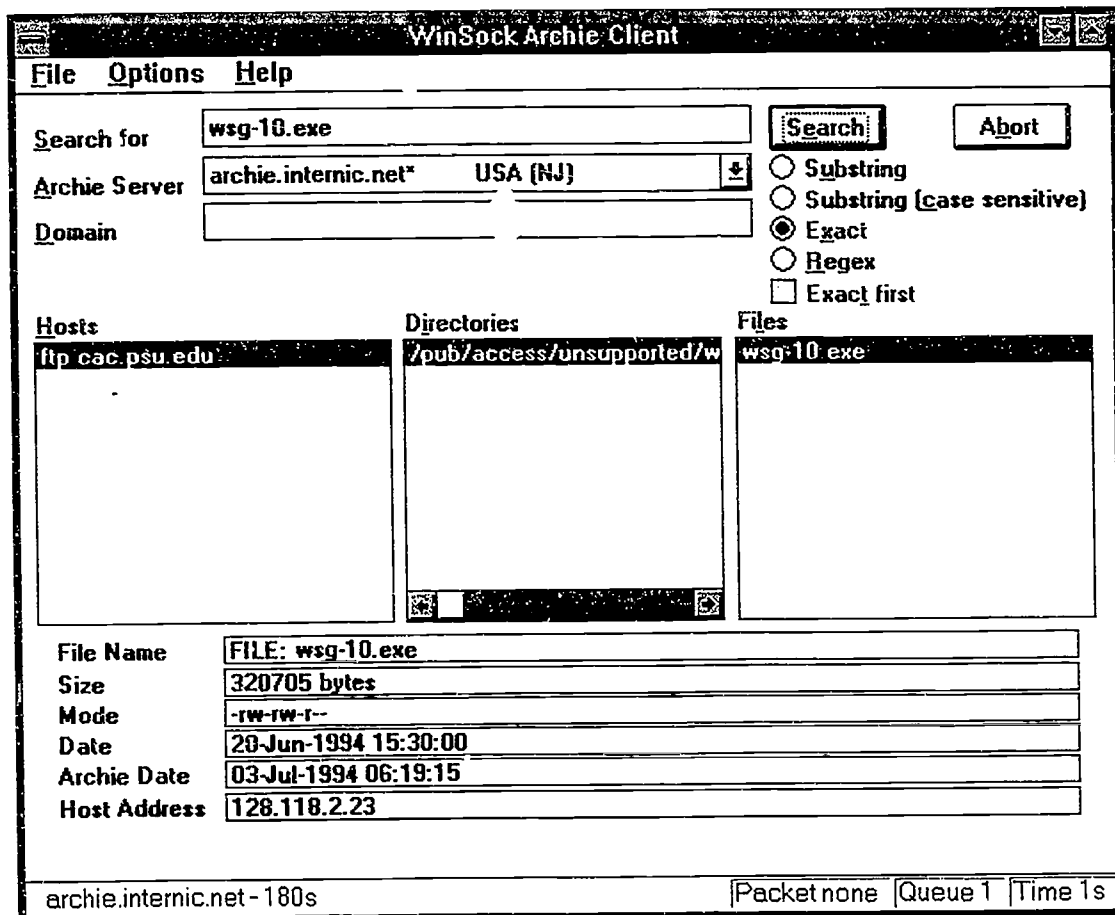 WinSock Archie Client
File Options Help
Search for wsg-10.exe Search Abort
Archie Server archie.internic.net* USA (NJ)
Domain
Substring
Substring (case sensitive)
Exact
Regex
Exact first
Hosts Directories Files
ftp cac.psu.edu /pub/access/unsupported/w wsg-10 exe
File Name FILE: wsg-10.exe
Size 320705 bytes
Mode -rw-rw-r--
Date 20-Jun-1994 15:30:00
Archie Date 03-Jul-1994 06:19:15
Host Address 128.118.2.23
archie.internic.net - 180s Packet none Queue 1 Time 1s